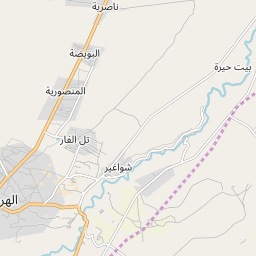 ناصرية
البويضة
بيت حيرة
المنصورية
تل الفار
شواغير
الهر